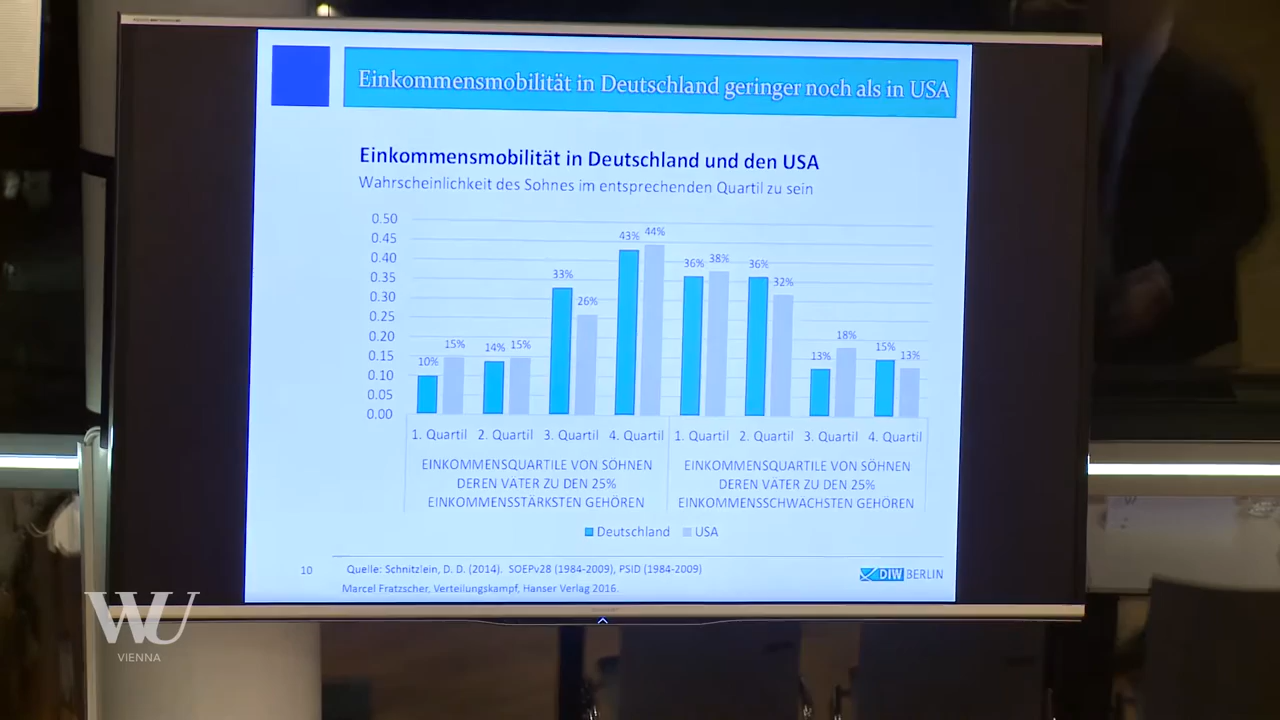 Einkommensmobilität in Deutschland geringer noch als in USA
Einkommensmobilität in Deutschland und den USA
Wahrscheinlichkeit des Sohnes im entsprechenden Quartil zu sein
0.50
0.45
0.40
0.35
0.30
0.25
0.20
0.15
0.10
0.05
0.00
10% 15% 14% 15% 33% 26% 43% 44% 36% 38% 36% 32% 13% 18% 15% 13%
1. Quartil 2. Quartil 3. Quartil 4. Quartil 1. Quartil 2. Quartil 3. Quartil 4. Quartil
EINKOMMENSQUARTILE VON SÖHNEN
DEREN VATER ZU DEN 25%
EINKOMMENSSTÄRKSTEN GEHÖREN
EINKOMMENSQUARTILE VON SÖHNEN
DEREN VATER ZU DEN 25%
EINKOMMENSSCHWÄCHSTEN GEHÖREN
Deutschland USA
10
Quelle: Schnitzlein, D. D. (2014). SOEPv28 (1984-2009), PSID (1984-2009)
Marcel Fratzscher, Verteilungskampf, Hanser Verlag 2016.
DIW BERLIN
WU
VIENNA